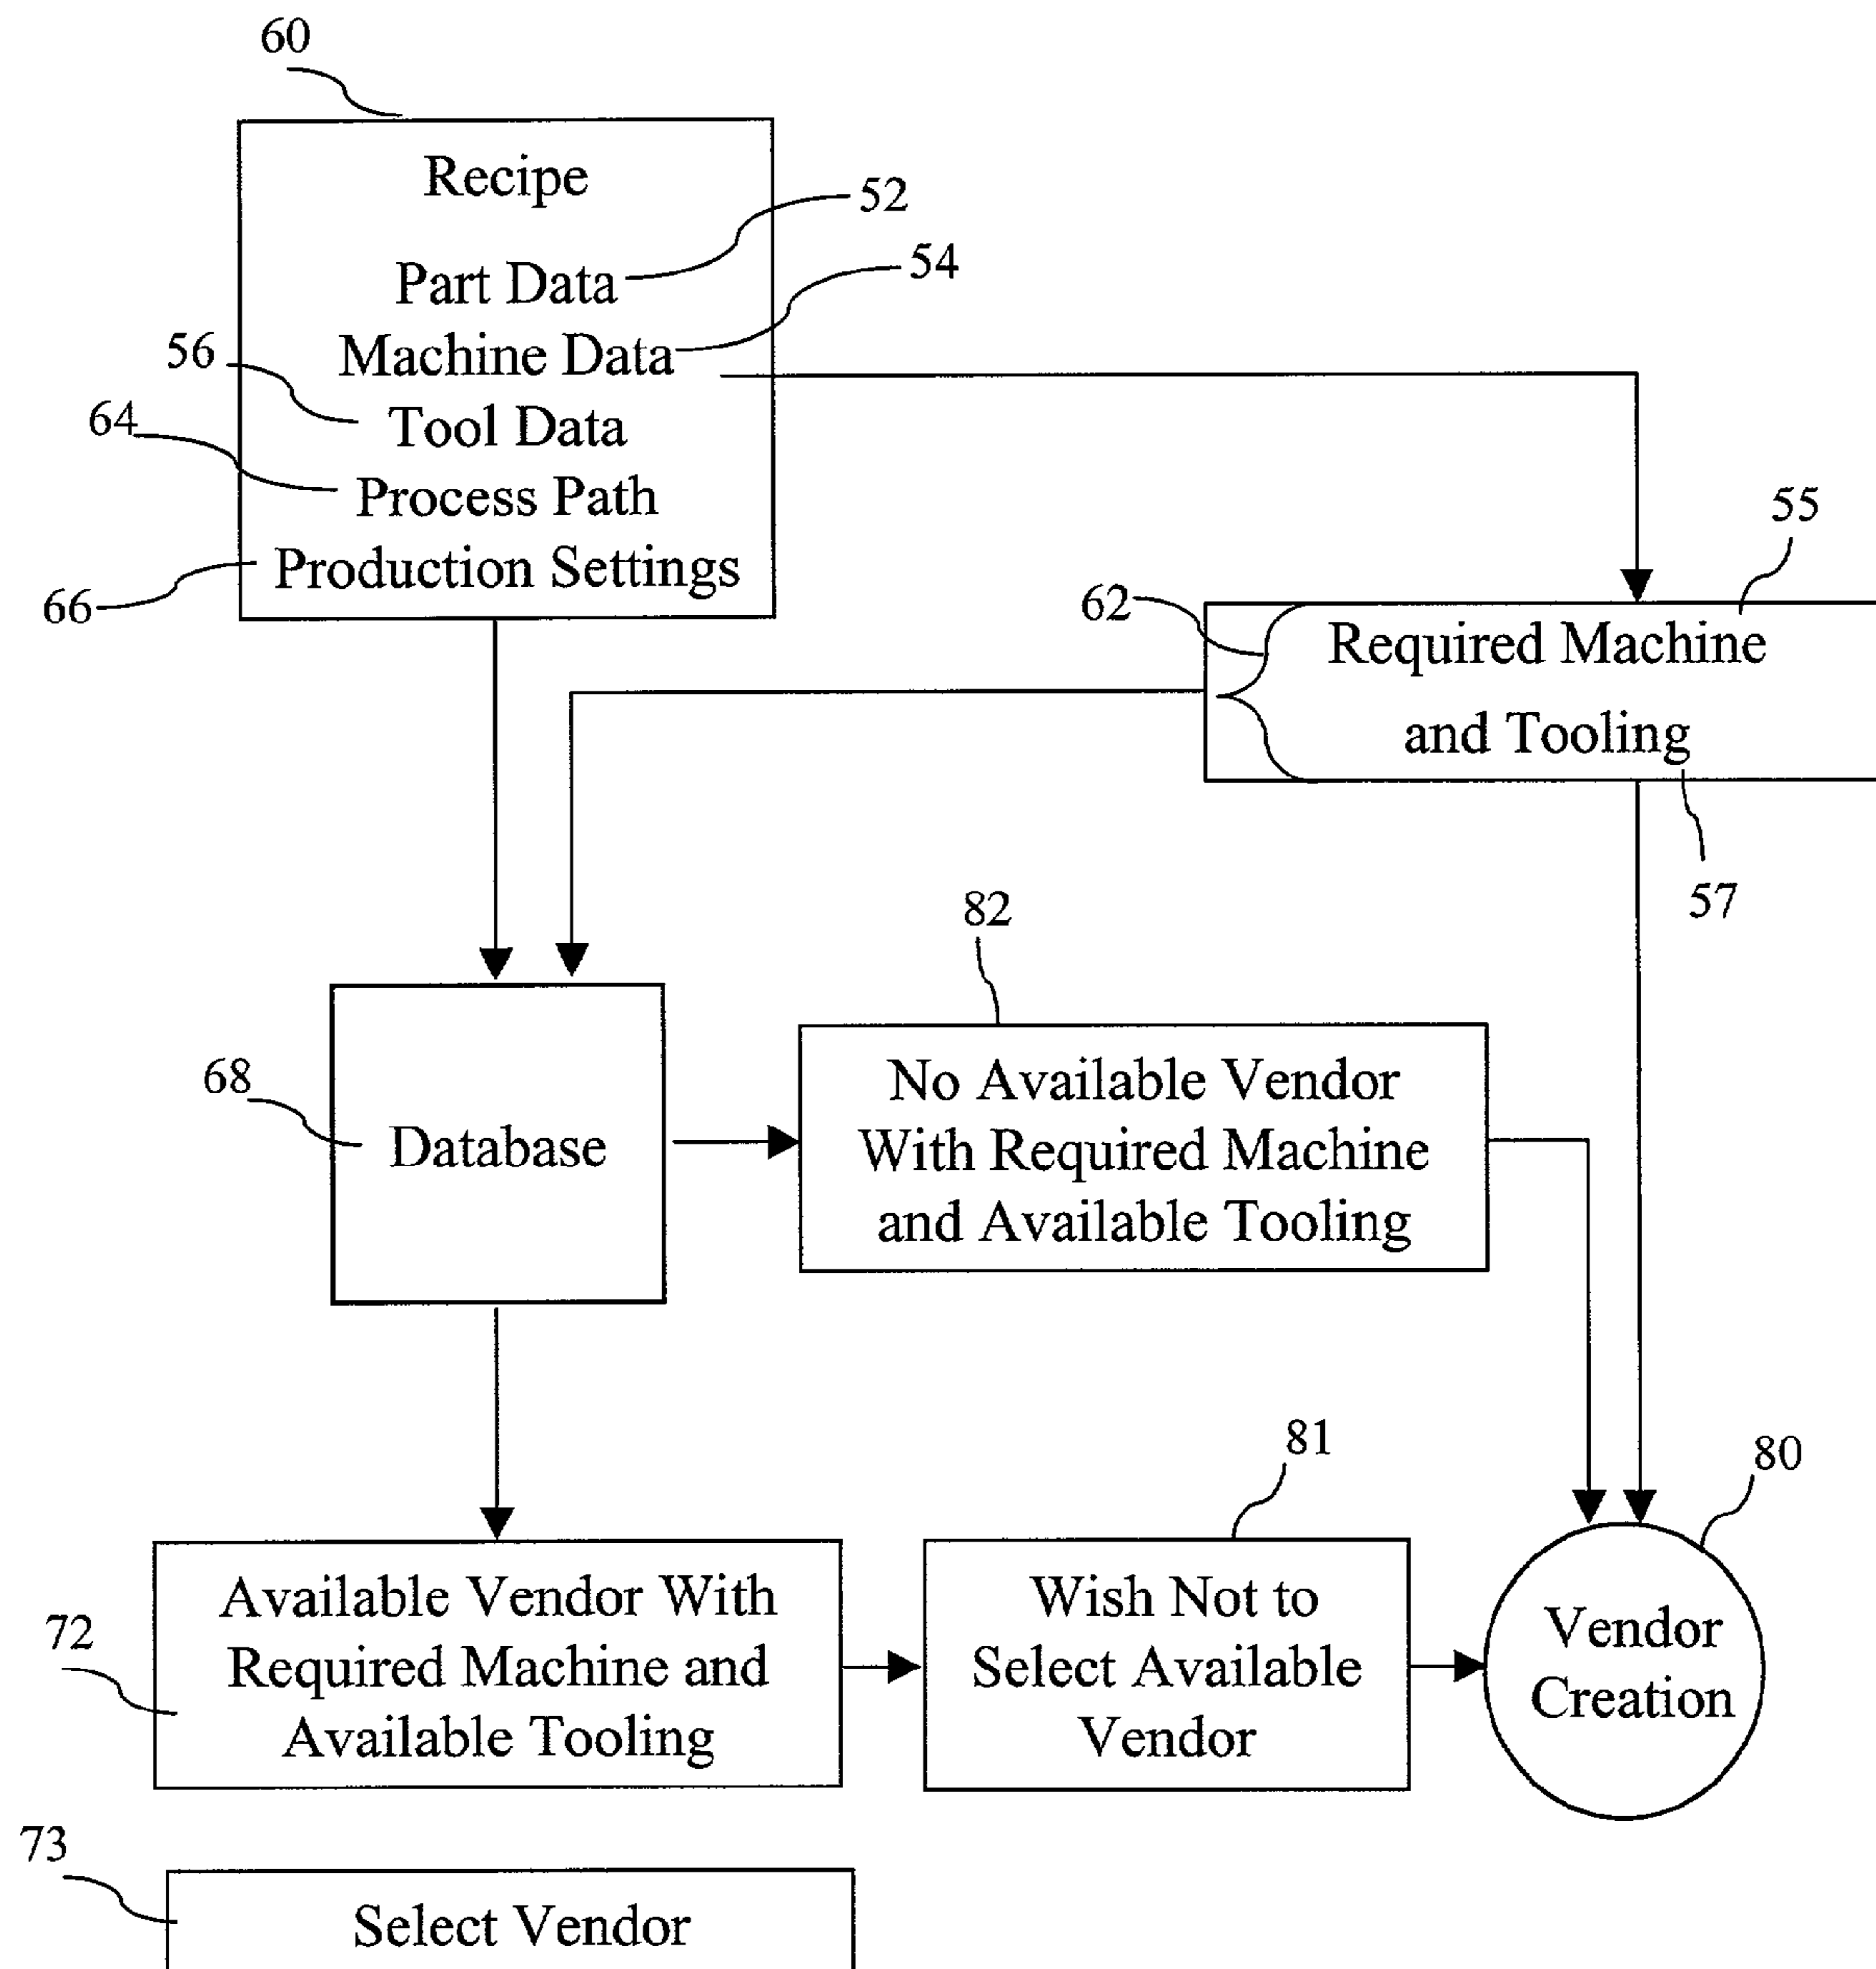 60
Recipe
52
Part Data
54
Machine Data
56
Tool Data
64
Process Path
Production Settings
66
55
62
Required Machine
and Tooling
57
82
No Available Vendor
With Required Machine
and Available Tooling
68
Database
81
80
Available Vendor With
Required Machine and
Available Tooling
72
Wish Not to
Select Available
Vendor
Vendor
Creation
73
Select Vendor